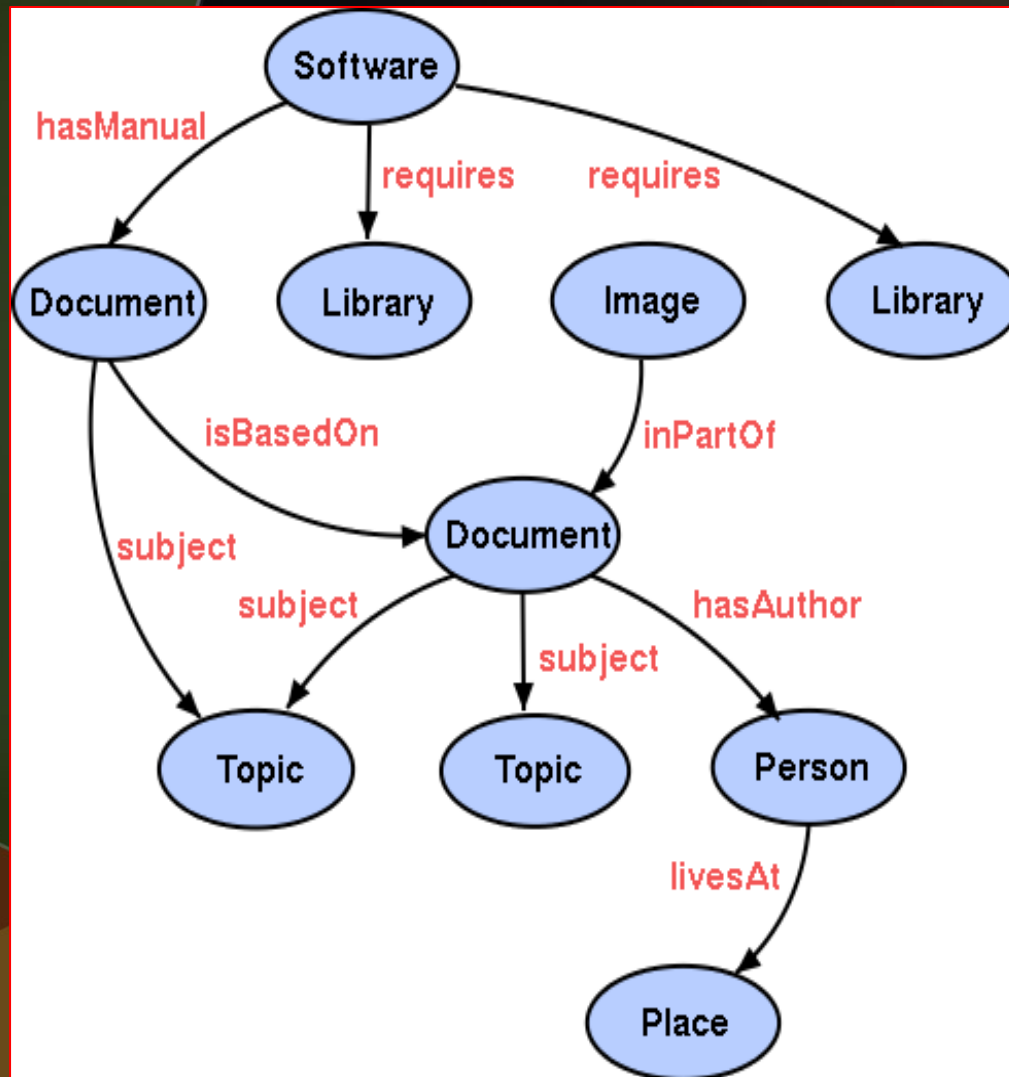 Software
hasManual
requires
requires
Document
Library
Image
Library
isBasedOn
inPartOf
Document
subject
subject
hasAuthor
subject
Topic
Topic
Person
livesAt
Place